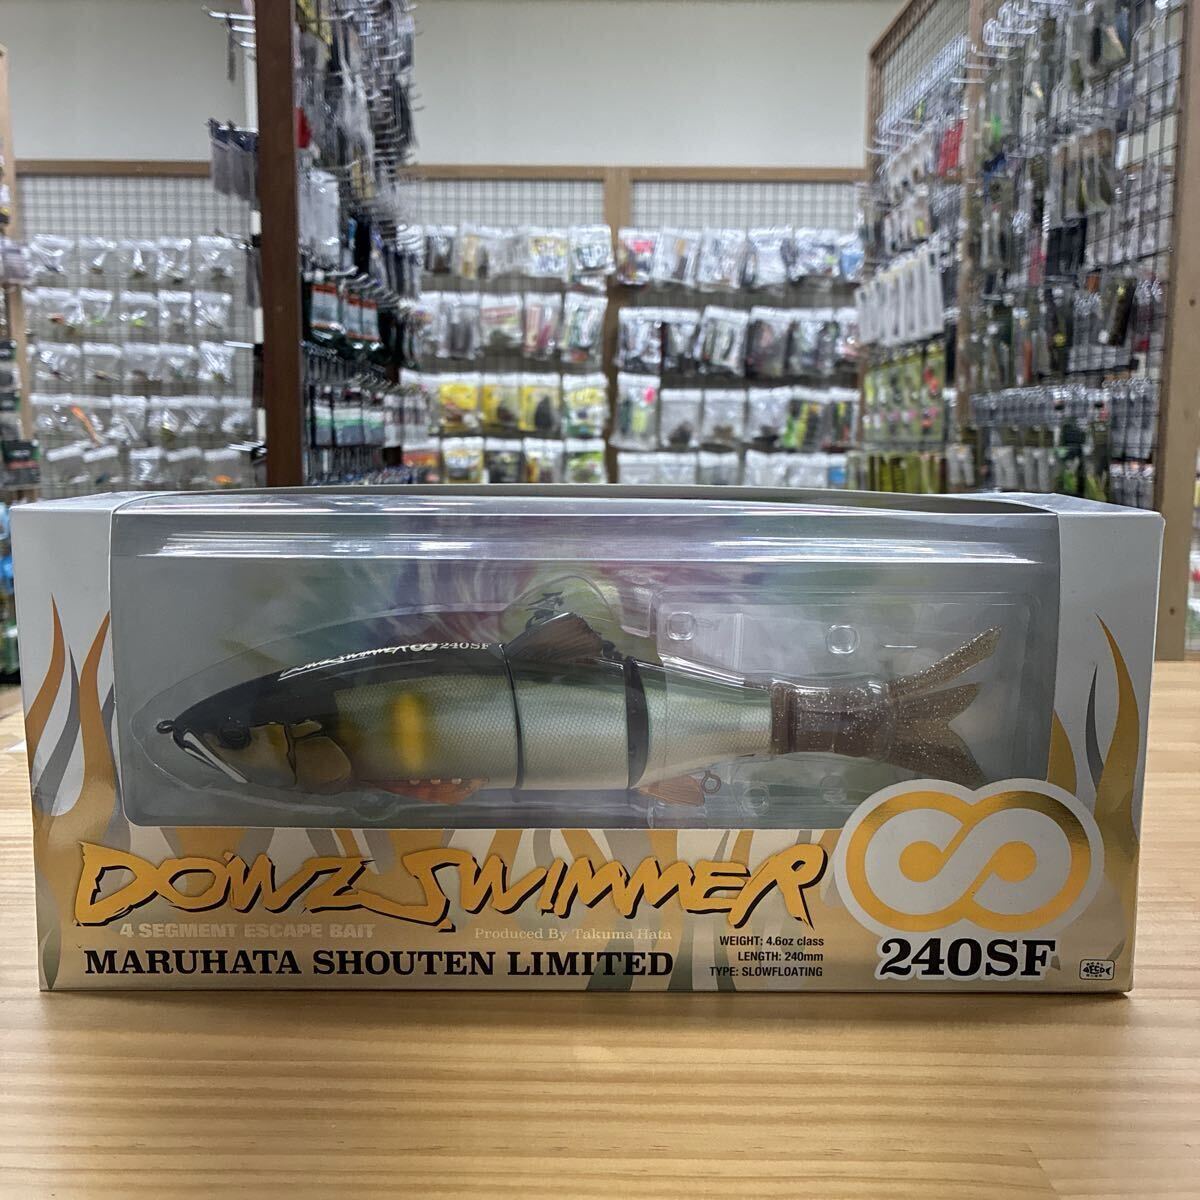 DOWZ SWIMMER 240SF
DOWZ SWIMMER
4 SEGMENT ESCAPE BAIT
Produced By Takuma Hata
MARUHATA SHOUTEN LIMITED
WEIGHT: 4.6oz class
LENGTH: 240mm
TYPE: SLOWFLOATING
240SF